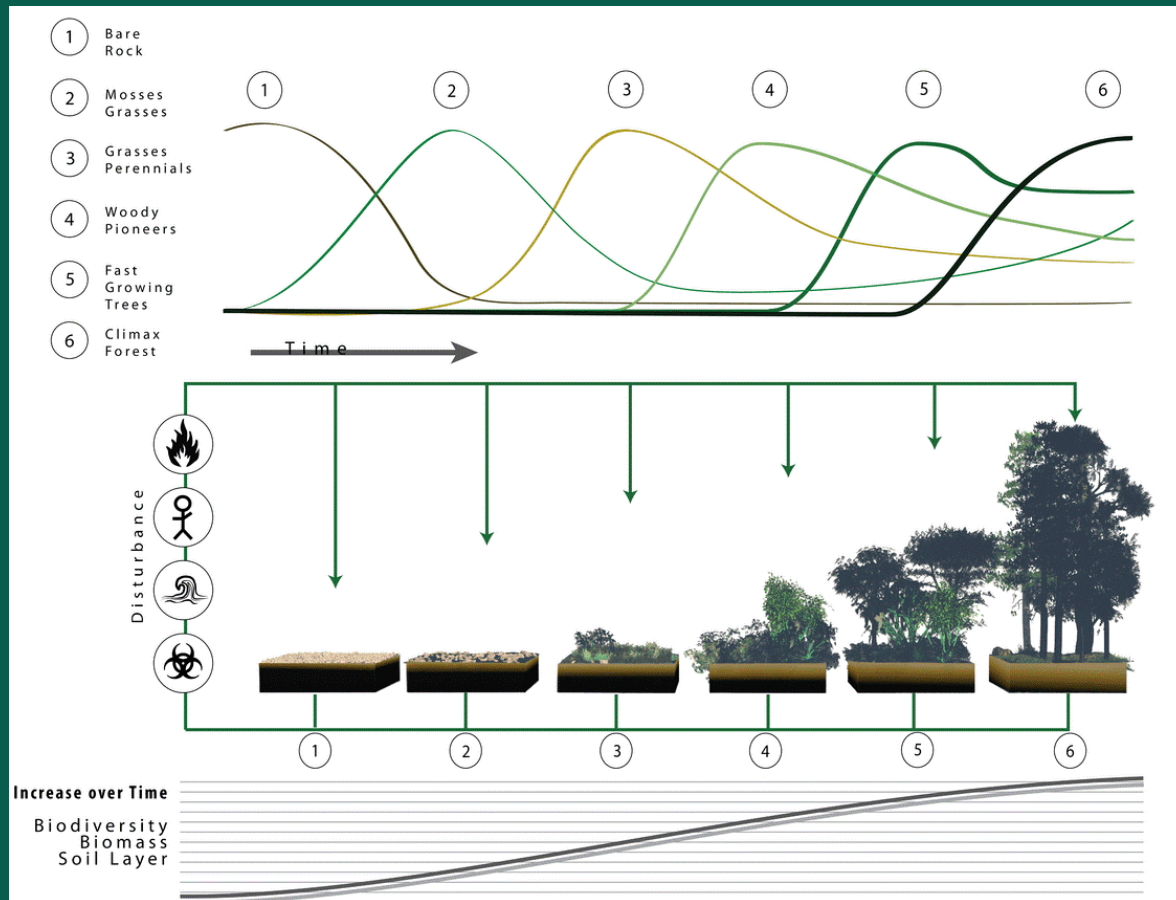 1 Bare
Rock
2 Mosses
Grasses
3 Grasses
Perennials
4 Woody
Pioneers
5 Fast
Growing
Trees
6 Climax
Forest
1 2 3 4 5 6
Time
Disturbance
1 2 3 4 5 6
Increase over Time
Biodiversity
Biomass
Soil Layer